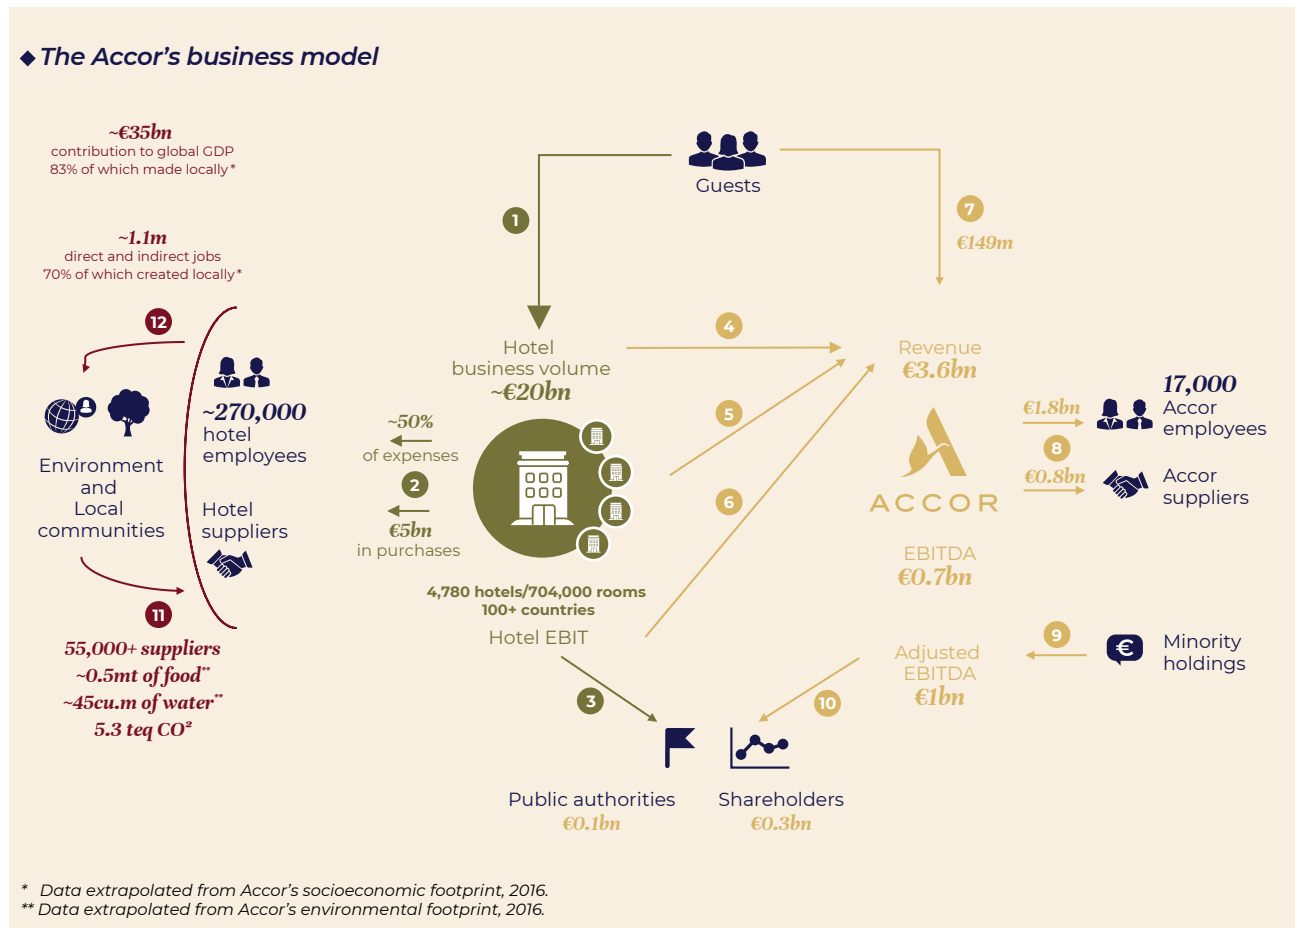 The Accor's business model
~€35bn
contribution to global GDP
83% of which made locally*
~1.1m
direct and indirect jobs
70% of which created locally*
12
~270,000
hotel
employees
Environment
and
Local
communities
Hotel
suppliers
11
55,000+ suppliers
~0.5mt of food**
~45cu.m of water**
5.3 teq CO²
Guests
1
7
€149m
Hotel
business volume
~€20bn
~50%
of expenses
2
€5bn
in purchases
4,780 hotels/704,000 rooms
100+ countries
Hotel EBIT
3
4
5
6
Revenue
€3.6bn
ACCOR
EBITDA
€0.7bn
Adjusted
EBITDA
€1bn
€1.8bn
8
€0.8bn
17,000
Accor
employees
Accor
suppliers
9
Minority
holdings
10
Public authorities
€0.1bn
Shareholders
€0.3bn
* Data extrapolated from Accor's socioeconomic footprint, 2016.
** Data extrapolated from Accor's environmental footprint, 2016.